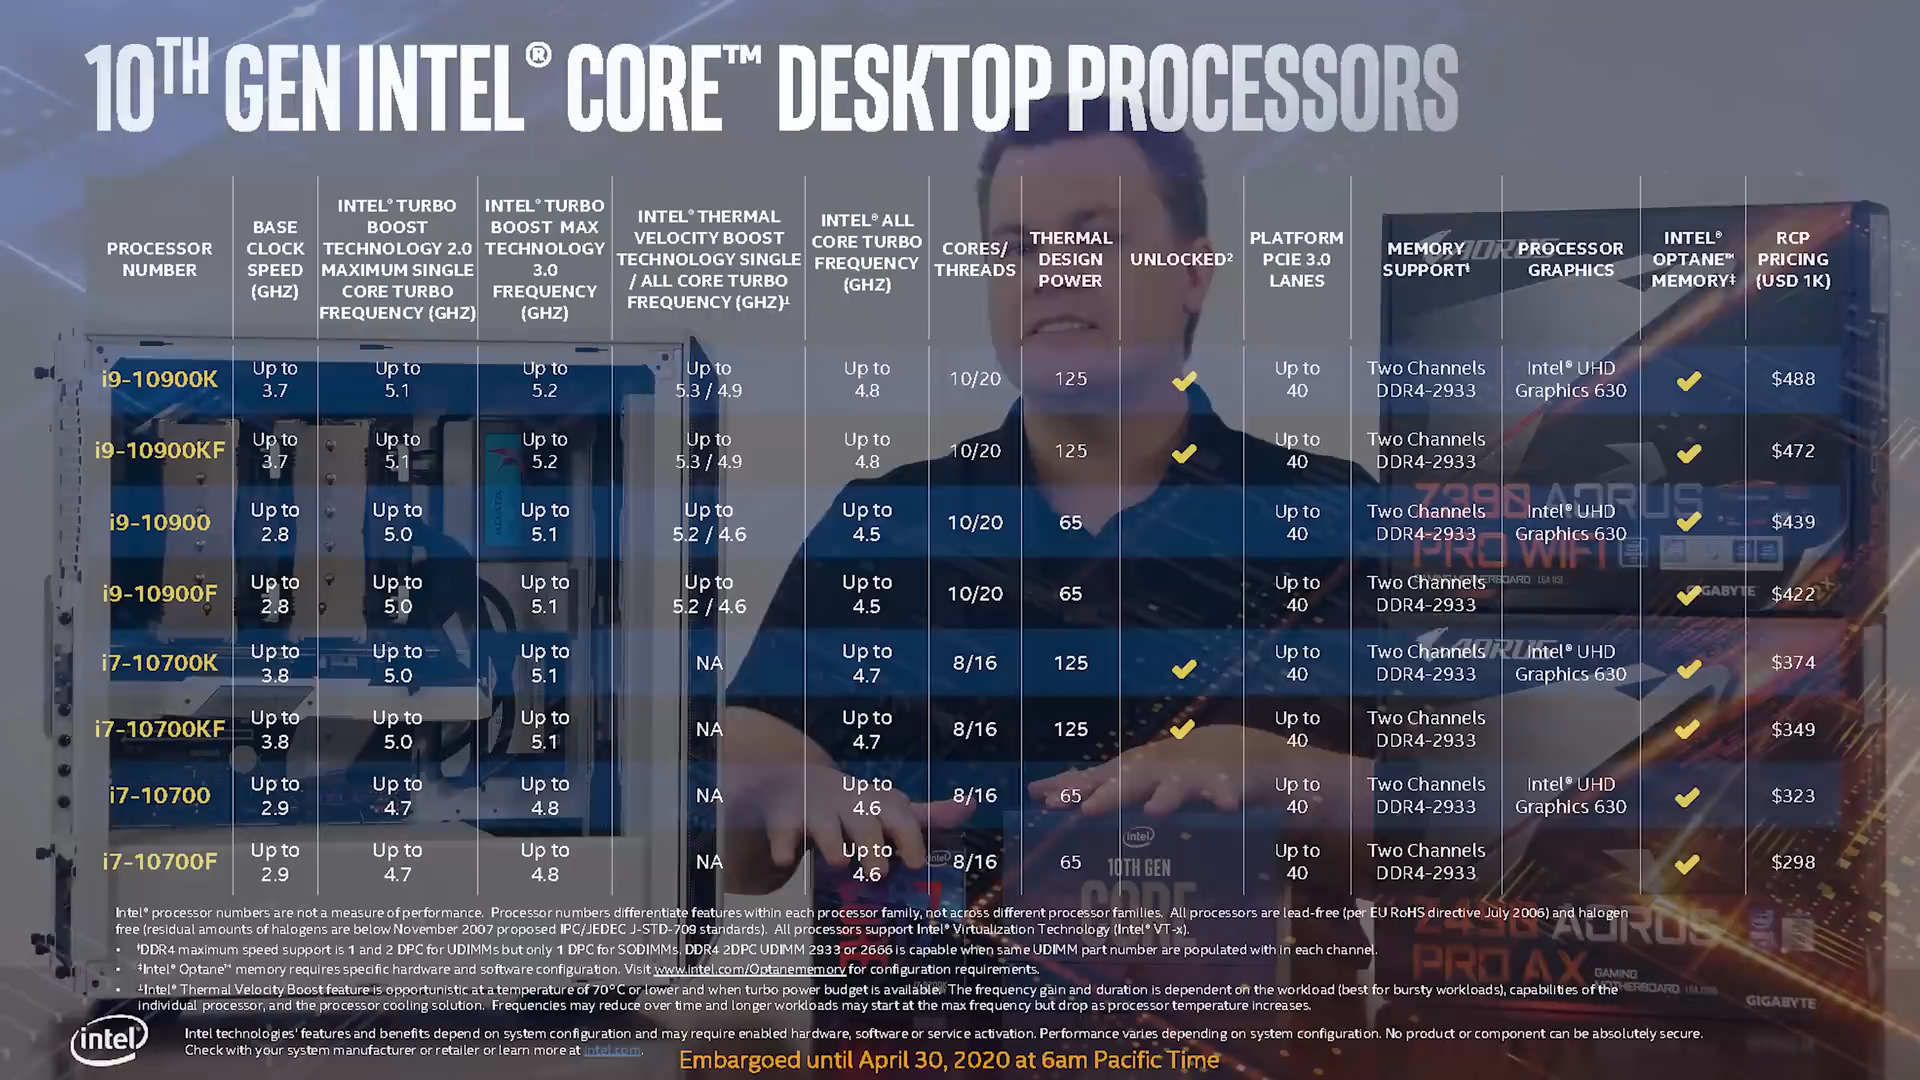 10TH GEN INTEL® CORE™ DESKTOP PROCESSORS
PROCESSOR NUMBER
BASE CLOCK SPEED (GHZ)
INTEL® TURBO BOOST TECHNOLOGY 2.0 MAXIMUM SINGLE CORE TURBO FREQUENCY (GHZ)
INTEL® TURBO BOOST MAX TECHNOLOGY 3.0 FREQUENCY (GHZ)
INTEL® THERMAL VELOCITY BOOST TECHNOLOGY SINGLE / ALL CORE TURBO FREQUENCY (GHZ)⊥
INTEL® ALL CORE TURBO FREQUENCY (GHZ)
CORES/ THREADS
THERMAL DESIGN POWER
UNLOCKED²
PLATFORM PCIE 3.0 LANES
MEMORY SUPPORT†
PROCESSOR GRAPHICS
INTEL® OPTANE™ MEMORY‡
RCP PRICING (USD 1K)
i9-10900K Up to 3.7 Up to 5.1 Up to 5.2 Up to 5.3 / 4.9 Up to 4.8 10/20 125 ✓ Up to 40 Two Channels DDR4-2933 Intel® UHD Graphics 630 ✓ $488
i9-10900KF Up to 3.7 Up to 5.1 Up to 5.2 Up to 5.3 / 4.9 Up to 4.8 10/20 125 ✓ Up to 40 Two Channels DDR4-2933 ✓ $472
i9-10900 Up to 2.8 Up to 5.0 Up to 5.1 Up to 5.2 / 4.6 Up to 4.5 10/20 65 Up to 40 Two Channels DDR4-2933 Intel® UHD Graphics 630 ✓ $439
i9-10900F Up to 2.8 Up to 5.0 Up to 5.1 Up to 5.2 / 4.6 Up to 4.5 10/20 65 Up to 40 Two Channels DDR4-2933 ✓ $422
i7-10700K Up to 3.8 Up to 5.0 Up to 5.1 NA Up to 4.7 8/16 125 ✓ Up to 40 Two Channels DDR4-2933 Intel® UHD Graphics 630 ✓ $374
i7-10700KF Up to 3.8 Up to 5.0 Up to 5.1 NA Up to 4.7 8/16 125 ✓ Up to 40 Two Channels DDR4-2933 ✓ $349
i7-10700 Up to 2.9 Up to 4.7 Up to 4.8 NA Up to 4.6 8/16 65 Up to 40 Two Channels DDR4-2933 Intel® UHD Graphics 630 ✓ $323
i7-10700F Up to 2.9 Up to 4.7 Up to 4.8 NA Up to 4.6 8/16 65 Up to 40 Two Channels DDR4-2933 ✓ $298
Intel® processor numbers are not a measure of performance. Processor numbers differentiate features within each processor family, not across different processor families. All processors are lead-free (per EU RoHS directive July 2006) and halogen
free (residual amounts of halogens are below November 2007 proposed IPC/JEDEC J-STD-709 standards). All processors support Intel® Virtualization Technology (Intel® VT-x).
• †DDR4 maximum speed support is 1 and 2 DPC for UDIMMs but only 1 DPC for SODIMMs. DDR4 2DPC UDIMM 2933 or 2666 is capable when same UDIMM part number are populated with in each channel.
• ‡Intel® Optane™ memory requires specific hardware and software configuration. Visit www.intel.com/Optanememory for configuration requirements.
• ⊥Intel® Thermal Velocity Boost feature is opportunistic at a temperature of 70°C or lower and when turbo power budget is available. The frequency gain and duration is dependent on the workload (best for bursty workloads), capabilities of the
individual processor, and the processor cooling solution. Frequencies may reduce over time and longer workloads may start at the max frequency but drop as processor temperature increases.
intel
Intel technologies' features and benefits depend on system configuration and may require enabled hardware, software or service activation. Performance varies depending on system configuration. No product or component can be absolutely secure.
Check with your system manufacturer or retailer or learn more at intel.com.
Embargoed until April 30, 2020 at 6am Pacific Time
AORUS
Z390 AORUS
PRO WIFI
GIGABYTE
AORUS
Z490 AORUS
PRO AX
GAMING
MOTHERBOARD
GIGABYTE
ADATA
intel
10TH GEN
CORE
intel